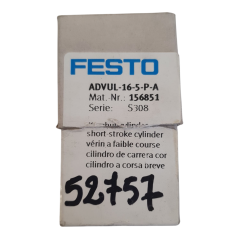 FESTO
ADVUL-16-5-P-A
Mat. Nr.: 156851
Serie: S308
short-stroke cylinder
vérin a faible course
cilindro de carrera cor
cilindro a corsa breve
52757